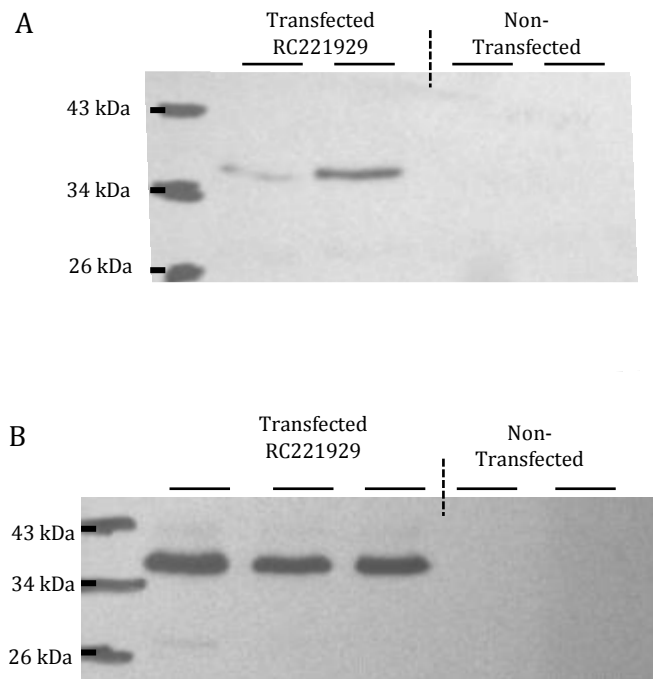 A
Transfected
RC221929
Non-
Transfected
43 kDa
34 kDa
26 kDa
B
Transfected
RC221929
Non-
Transfected
43 kDa
34 kDa
26 kDa